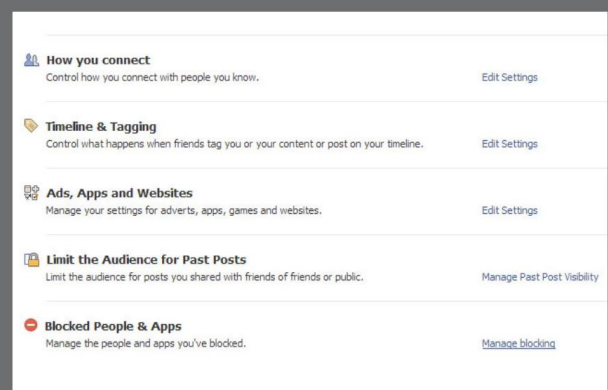 How you connect
Control how you connect with people you know. Edit Settings
Timeline & Tagging
Control what happens when friends tag you or your content or post on your timeline. Edit Settings
Ads, Apps and Websites
Manage your settings for adverts, apps, games and websites. Edit Settings
Limit the Audience for Past Posts
Limit the audience for posts you shared with friends of friends or public. Manage Past Post Visibility
Blocked People & Apps
Manage the people and apps you've blocked. Manage blocking